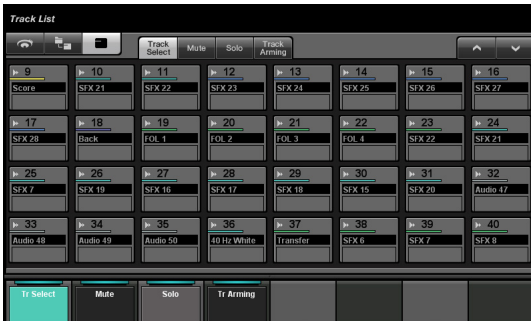 Track List
Track Select Mute Solo Track Arming
9 10 11 12 13 14 15 16
Score SFX 21 SFX 22 SFX 23 SFX 24 SFX 25 SFX 26 SFX 27
17 18 19 20 21 22 23 24
SFX 28 Back FOL 1 FOL 2 FOL 3 FOL 4 SFX 22 SFX 21
25 26 27 28 29 30 31 32
SFX 7 SFX 19 SFX 16 SFX 17 SFX 18 SFX 15 SFX 20 Audio 47
33 34 35 36 37 38 39 40
Audio 48 Audio 49 Audio 50 40 Hz White Transfer SFX 6 SFX 7 SFX 8
Tr Select Mute Solo Tr Arming